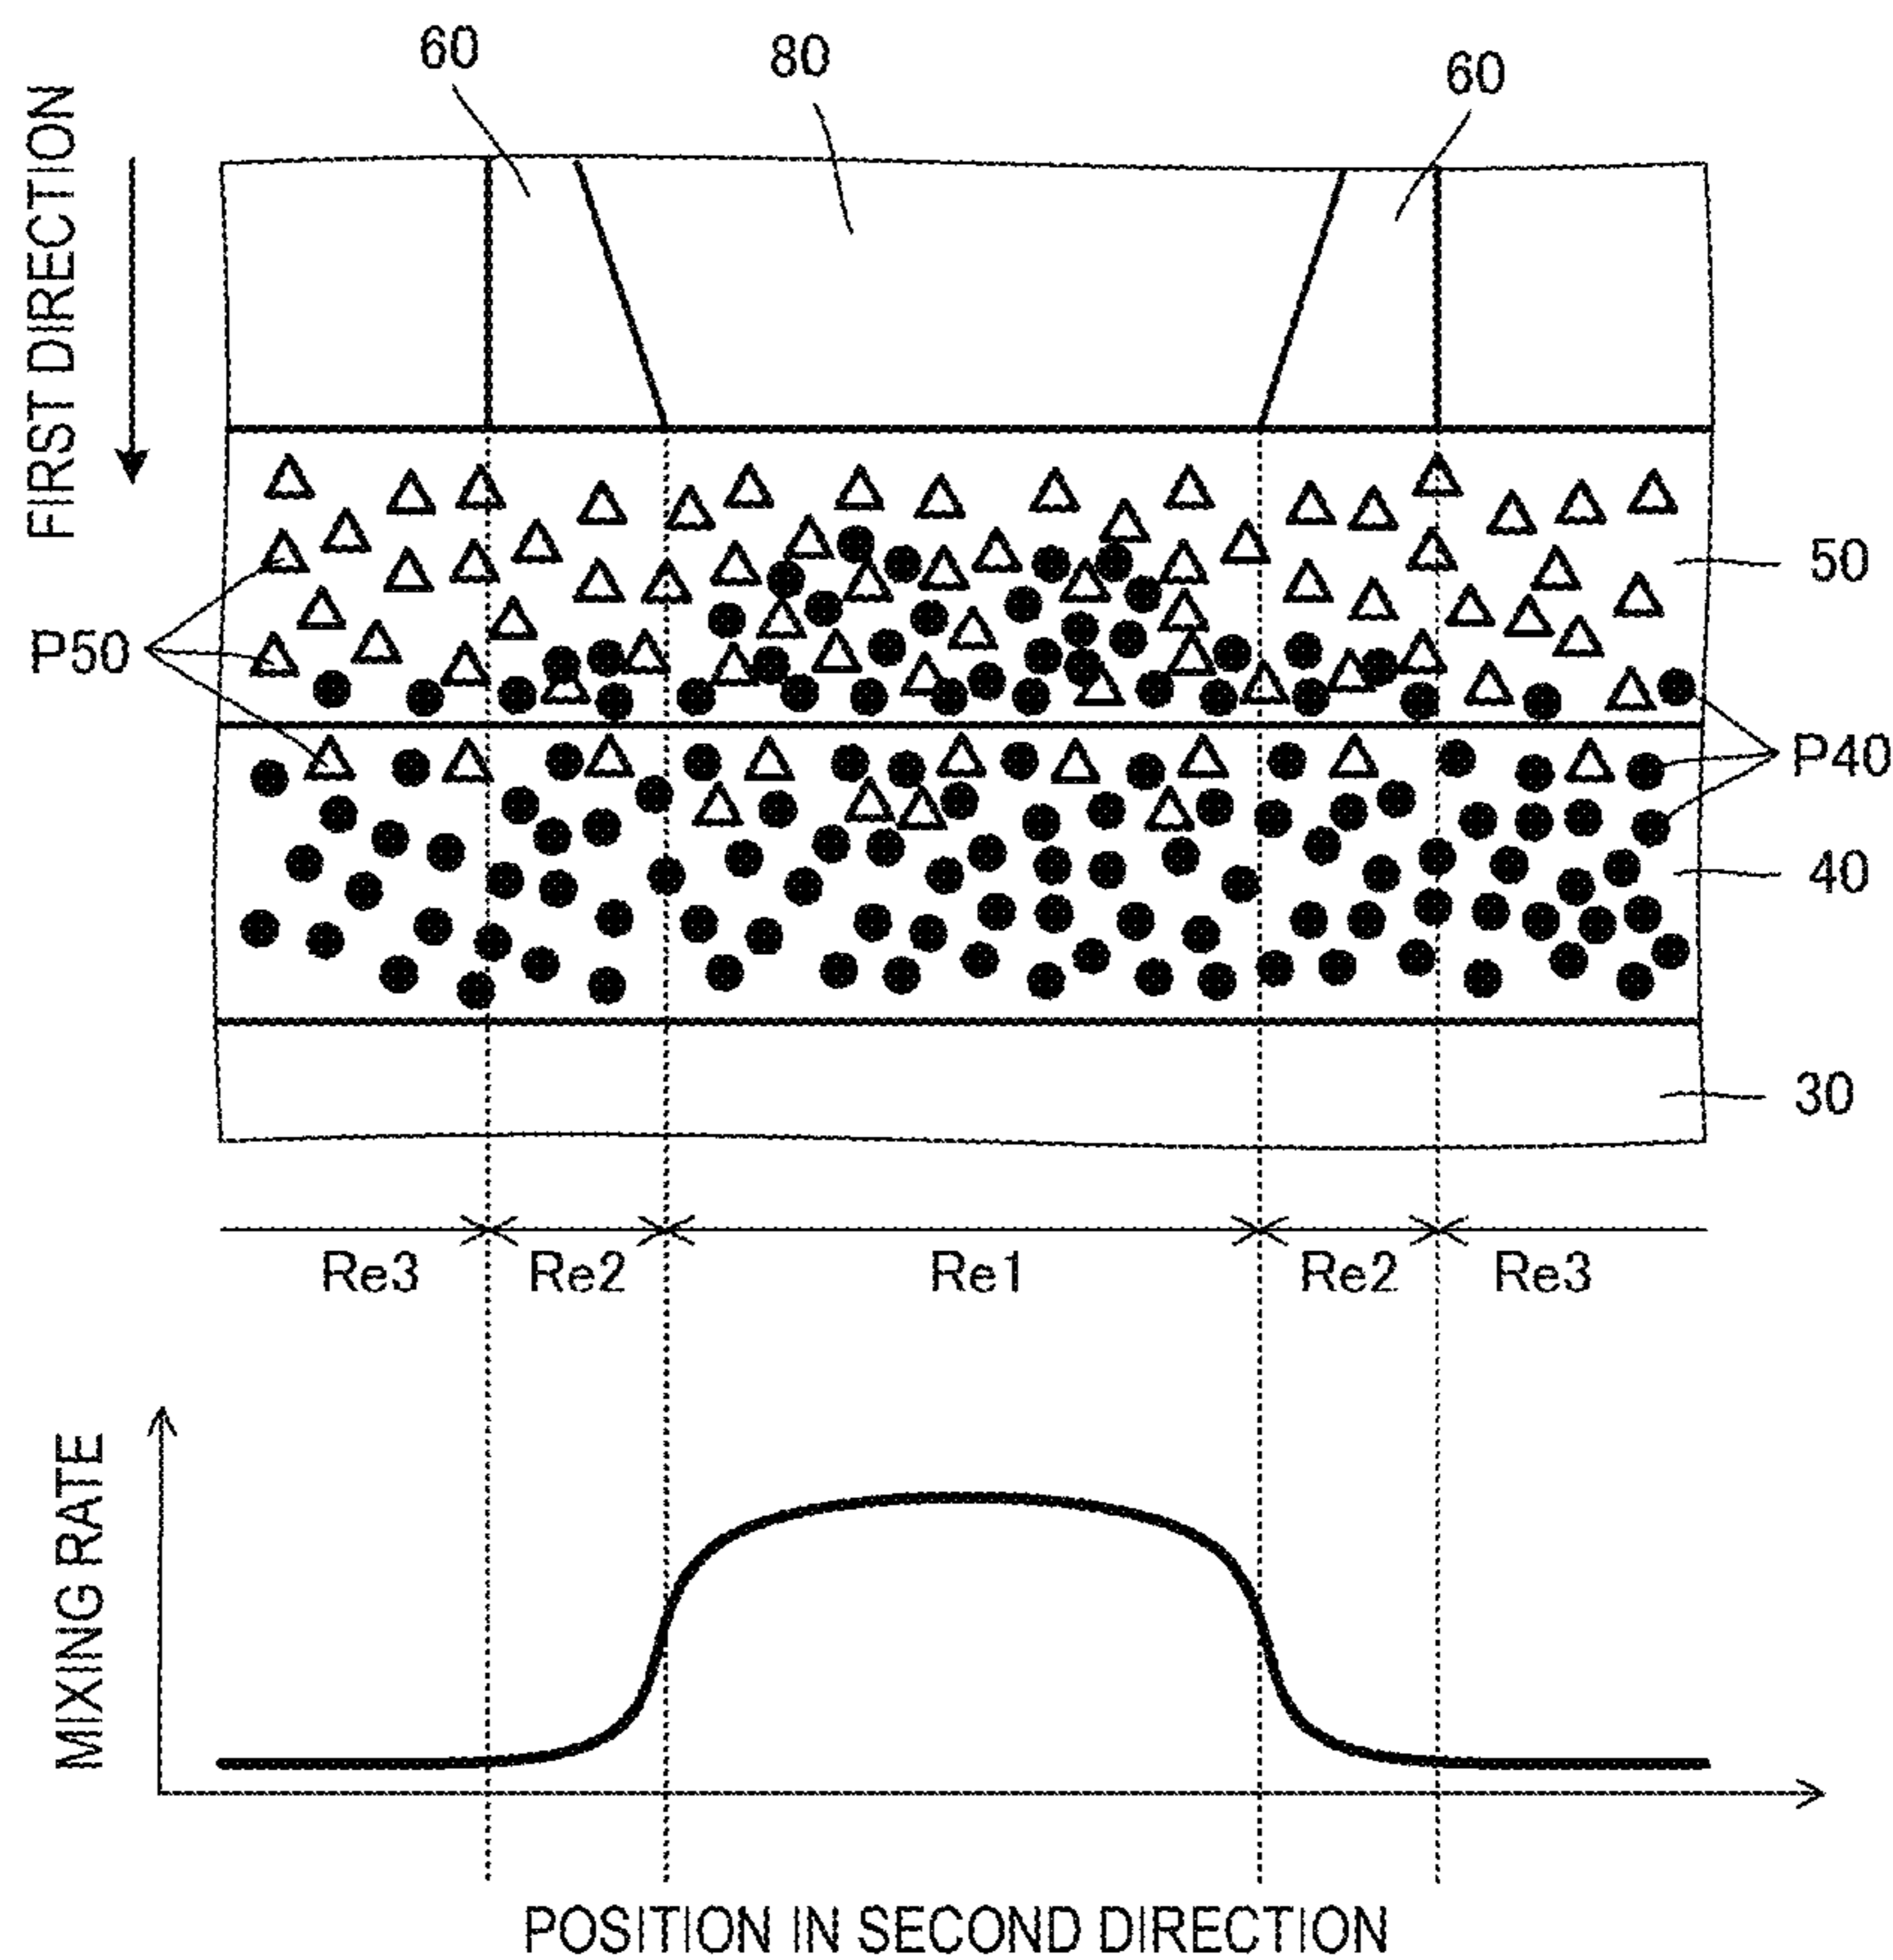 60
80
60
FIRST DIRECTION
50
P50
P40
40
30
Re3
Re2
Re1
Re2
Re3
MIXING RATE
POSITION IN SECOND DIRECTION